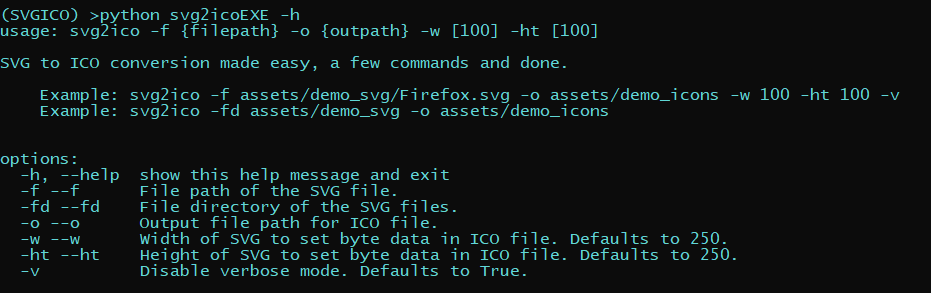 (SVGICO) >python svg2icoEXE -h
usage: svg2ico -f {filepath} -o {outpath} -w [100] -ht [100]
SVG to ICO conversion made easy, a few commands and done.
Example: svg2ico -f assets/demo_svg/Firefox.svg -o assets/demo_icons -w 100 -ht 100 -v
Example: svg2ico -fd assets/demo_svg -o assets/demo_icons
options:
-h, --help show this help message and exit
-f --f File path of the SVG file.
-fd --fd File directory of the SVG files.
-o --o Output file path for ICO file.
-w --w Width of SVG to set byte data in ICO file. Defaults to 250.
-ht --ht Height of SVG to set byte data in ICO file. Defaults to 250.
-v Disable verbose mode. Defaults to True.